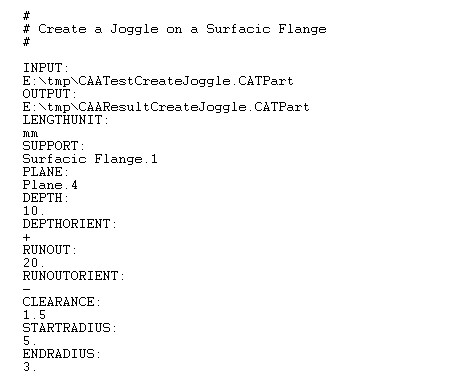 #
# Create a Joggle on a Surfacic Flange
#
INPUT:
E:\tmp\CAATestCreateJoggle.CATPart
OUTPUT:
E:\tmp\CAAResultCreateJoggle.CATPart
LENGTHUNIT:
mm
SUPPORT:
Surfacic Flange.1
PLANE:
Plane.4
DEPTH:
10.
DEPTHORIENT:
+
RUNOUT:
20.
RUNOUTORIENT:
-
CLEARANCE:
1.5
STARTRADIUS:
5.
ENDRADIUS:
3.